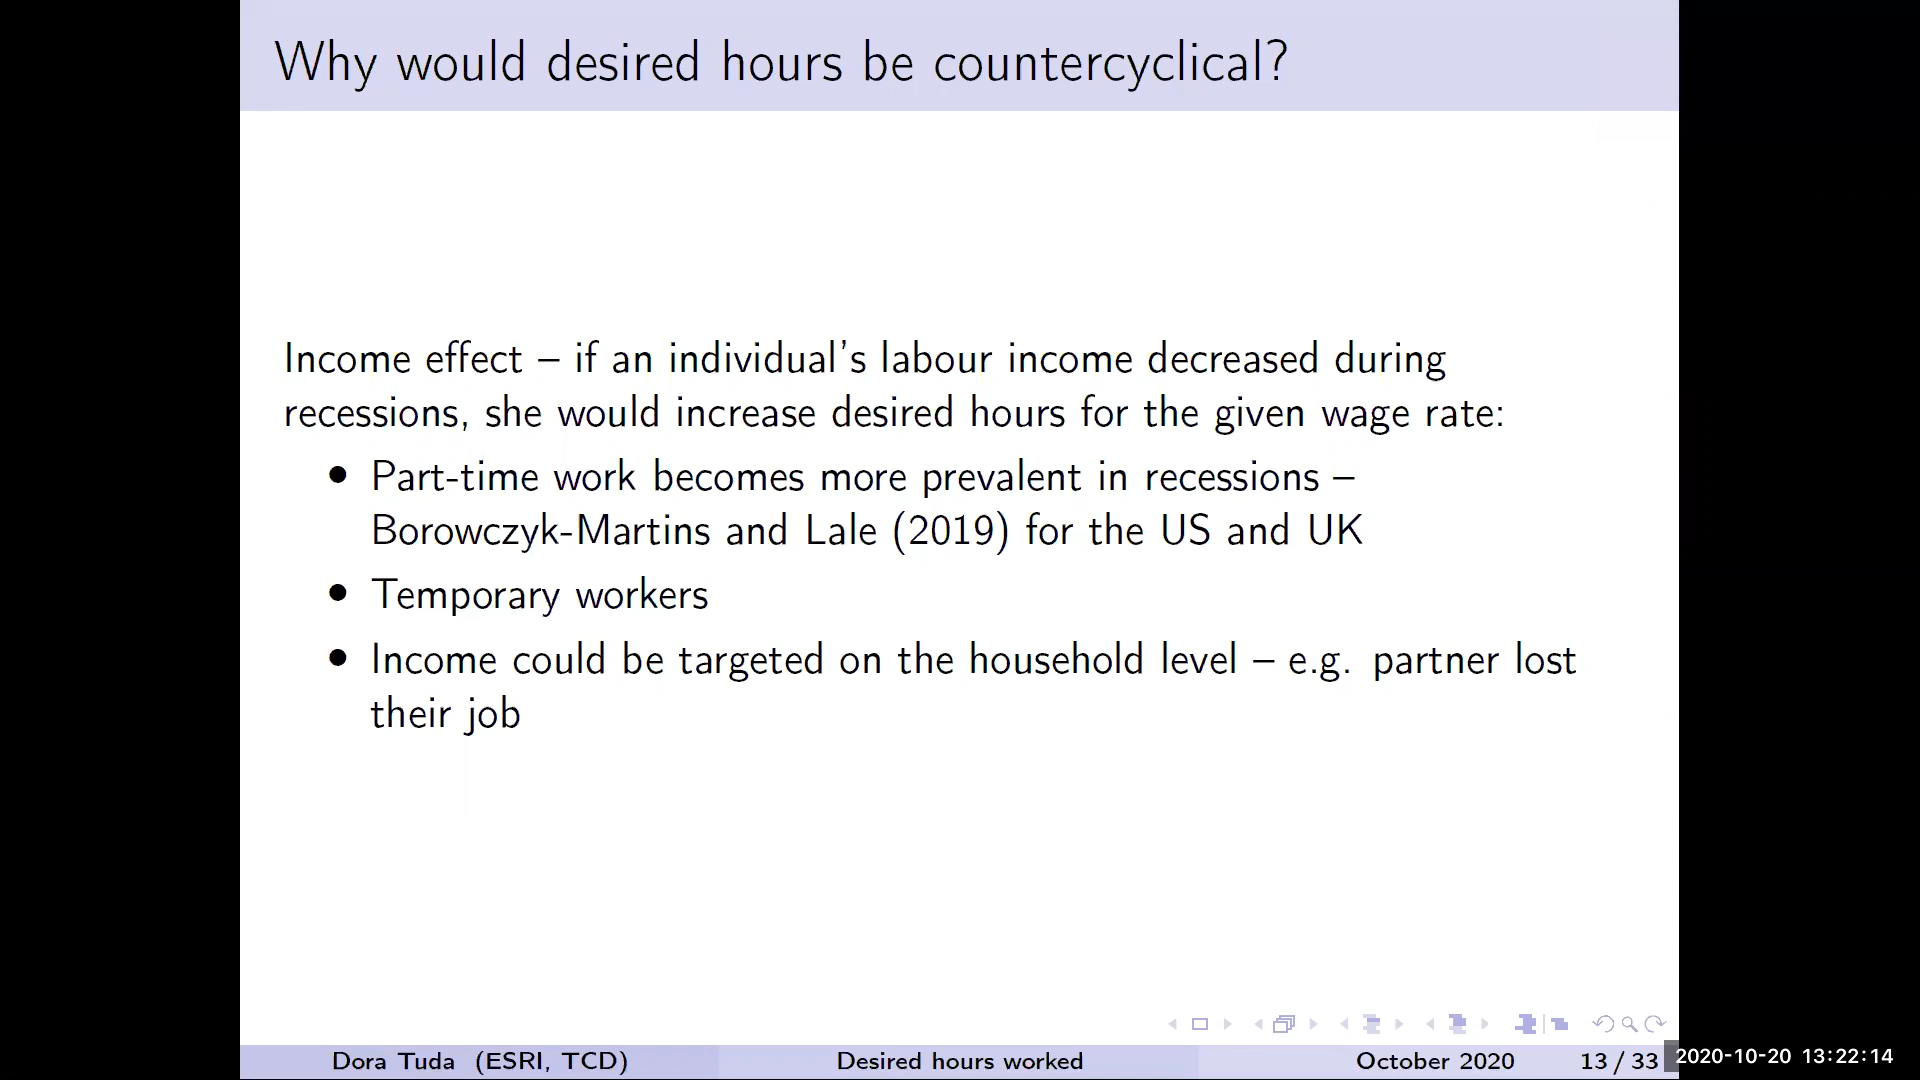 Why would desired hours be countercyclical?
Income effect – if an individual's labour income decreased during
recessions, she would increase desired hours for the given wage rate:
• Part-time work becomes more prevalent in recessions –
Borowczyk-Martins and Lale (2019) for the US and UK
• Temporary workers
• Income could be targeted on the household level – e.g. partner lost
their job
Dora Tuda (ESRI, TCD) Desired hours worked October 2020 13 / 33
2020-10-20 13:22:14